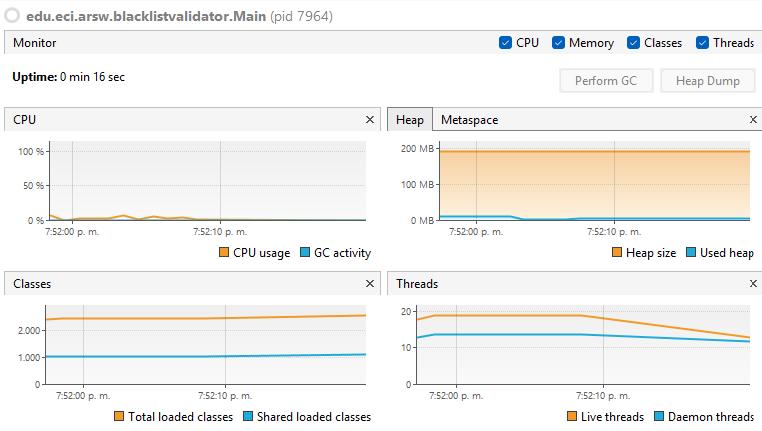 edu.eci.arsw.blacklistvalidator.Main (pid 7964)
Monitor CPU Memory Classes Threads
Uptime: 0 min 16 sec
Perform GC Heap Dump
CPU
100 %
50 %
0 %
7:52:00 p. m. 7:52:10 p. m.
CPU usage GC activity
Heap Metaspace
200 MB
100 MB
0 MB
7:52:00 p. m. 7:52:10 p. m.
Heap size Used heap
Classes
2.000
1.000
0
7:52:00 p. m. 7:52:10 p. m.
Total loaded classes Shared loaded classes
Threads
20
10
0
7:52:00 p. m. 7:52:10 p. m.
Live threads Daemon threads